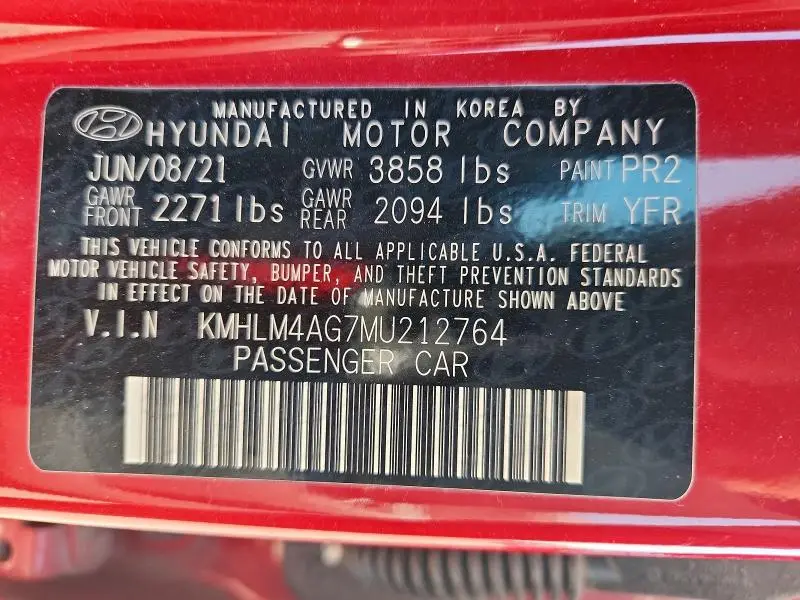 MANUFACTURED IN KOREA BY
HYUNDAI MOTOR COMPANY
JUN/08/21 GVWR 3858 lbs PAINT PR2
GAWR FRONT 2271 lbs GAWR REAR 2094 lbs TRIM YFR
THIS VEHICLE CONFORMS TO ALL APPLICABLE U.S.A. FEDERAL
MOTOR VEHICLE SAFETY, BUMPER, AND THEFT PREVENTION STANDARDS
IN EFFECT ON THE DATE OF MANUFACTURE SHOWN ABOVE
V.I.N KMHLM4AG7MU212764
PASSENGER CAR